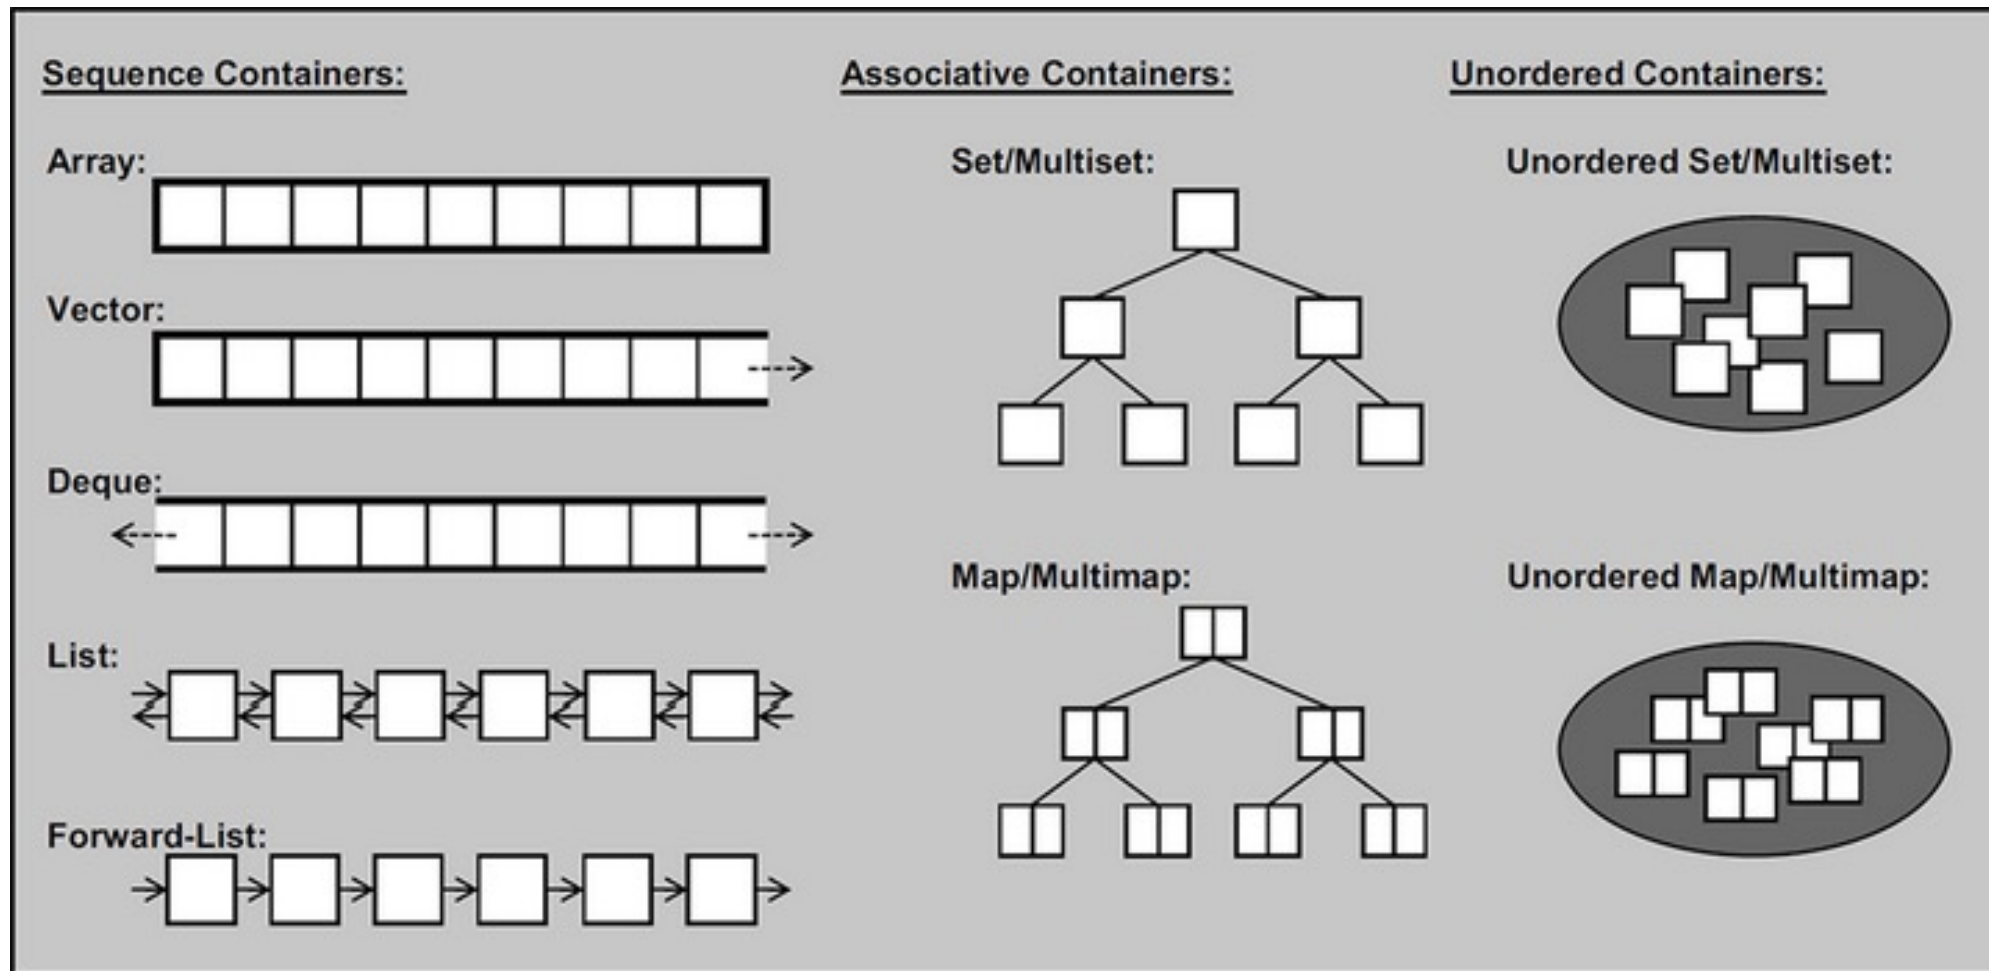 Sequence Containers:
Array:
Vector:
Deque:
List:
Forward-List:
Associative Containers:
Set/Multiset:
Map/Multimap:
Unordered Containers:
Unordered Set/Multiset:
Unordered Map/Multimap: